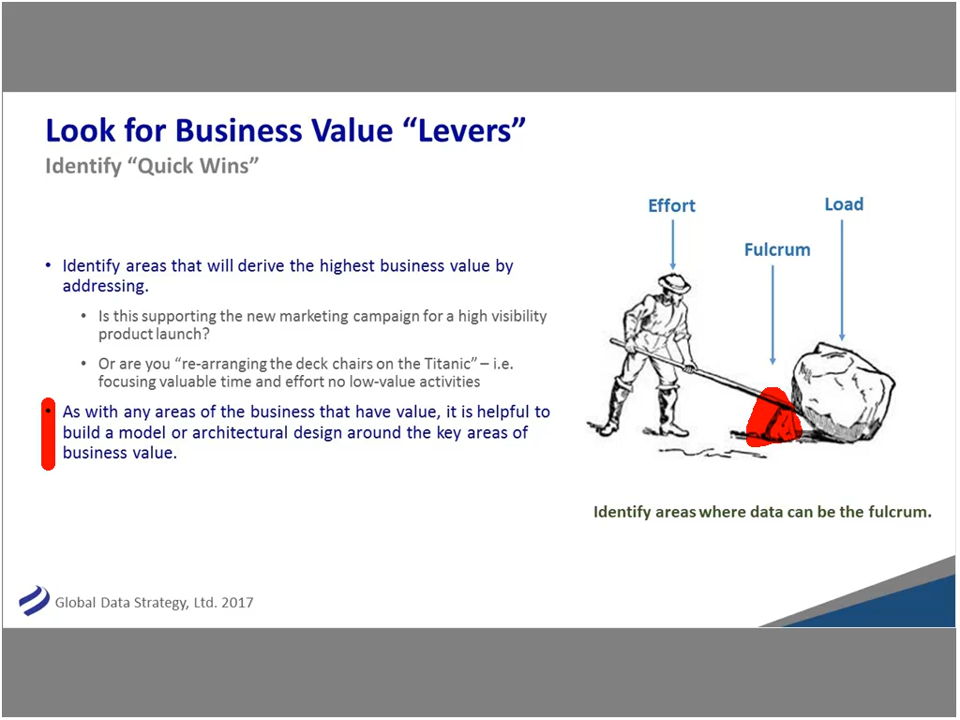 Look for Business Value “Levers”
Identify “Quick Wins”
Effort
Load
Fulcrum
• Identify areas that will derive the highest business value by
addressing.
• Is this supporting the new marketing campaign for a high visibility
product launch?
• Or are you “re-arranging the deck chairs on the Titanic” – i.e.
focusing valuable time and effort no low-value activities
• As with any areas of the business that have value, it is helpful to
build a model or architectural design around the key areas of
business value.
Identify areas where data can be the fulcrum.
Global Data Strategy, Ltd. 2017